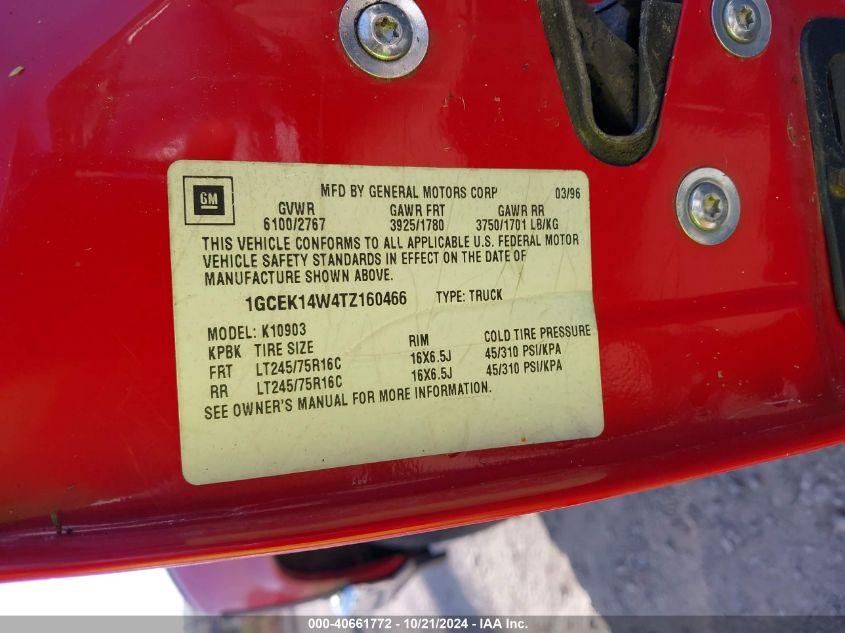 GM
MFD BY GENERAL MOTORS CORP 03/96
GVWR GAWR FRT GAWR RR
6100/2767 3925/1780 3750/1701 LB/KG
THIS VEHICLE CONFORMS TO ALL APPLICABLE U.S. FEDERAL MOTOR
VEHICLE SAFETY STANDARDS IN EFFECT ON THE DATE OF
MANUFACTURE SHOWN ABOVE.
1GCEK14W4TZ160466 TYPE: TRUCK
MODEL: K10903
KPBK TIRE SIZE RIM COLD TIRE PRESSURE
FRT LT245/75R16C 16X6.5J 45/310 PSI/KPA
RR LT245/75R16C 16X6.5J 45/310 PSI/KPA
SEE OWNER'S MANUAL FOR MORE INFORMATION.
000-40661772 - 10/21/2024 - IAA Inc.